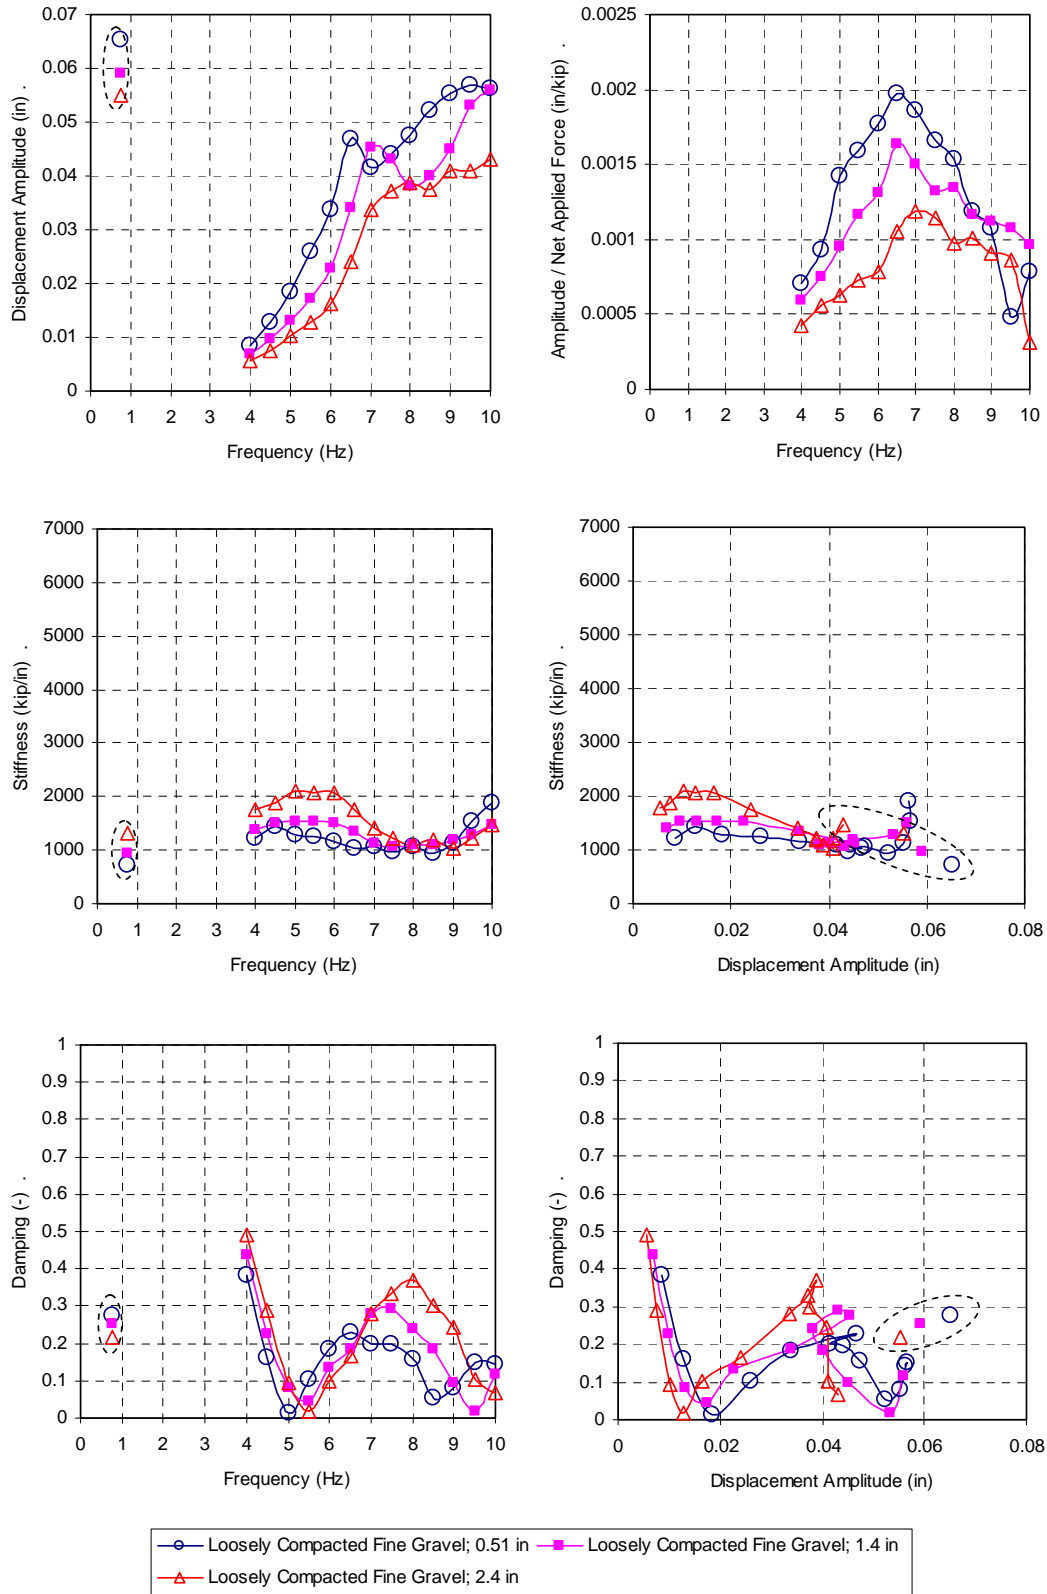 Displacement Amplitude (in) .
0.07
0.06
0.05
0.04
0.03
0.02
0.01
0
0 1 2 3 4 5 6 7 8 9 10
Frequency (Hz)
Amplitude / Net Applied Force (in/kip) .
0.0025
0.002
0.0015
0.001
0.0005
0
0 1 2 3 4 5 6 7 8 9 10
Frequency (Hz)
Stiffness (kip/in) .
7000
6000
5000
4000
3000
2000
1000
0
0 1 2 3 4 5 6 7 8 9 10
Frequency (Hz)
Stiffness (kip/in) .
7000
6000
5000
4000
3000
2000
1000
0
0 0.02 0.04 0.06 0.08
Displacement Amplitude (in)
Damping (-) .
1
0.9
0.8
0.7
0.6
0.5
0.4
0.3
0.2
0.1
0
0 1 2 3 4 5 6 7 8 9 10
Frequency (Hz)
Damping (-) .
1
0.9
0.8
0.7
0.6
0.5
0.4
0.3
0.2
0.1
0
0 0.02 0.04 0.06 0.08
Displacement Amplitude (in)
Loosely Compacted Fine Gravel; 0.51 in Loosely Compacted Fine Gravel; 1.4 in
Loosely Compacted Fine Gravel; 2.4 in